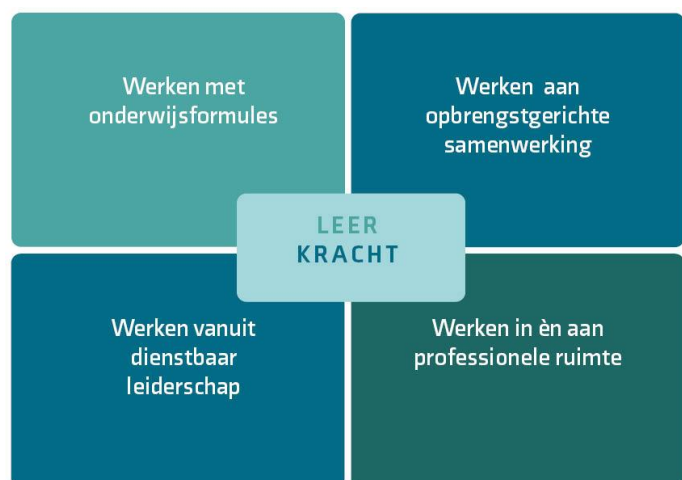 Werken met
onderwijsformules
Werken aan
opbrengstgerichte
samenwerking
LEER
KRACHT
Werken vanuit
dienstbaar
leiderschap
Werken in èn aan
professionele ruimte